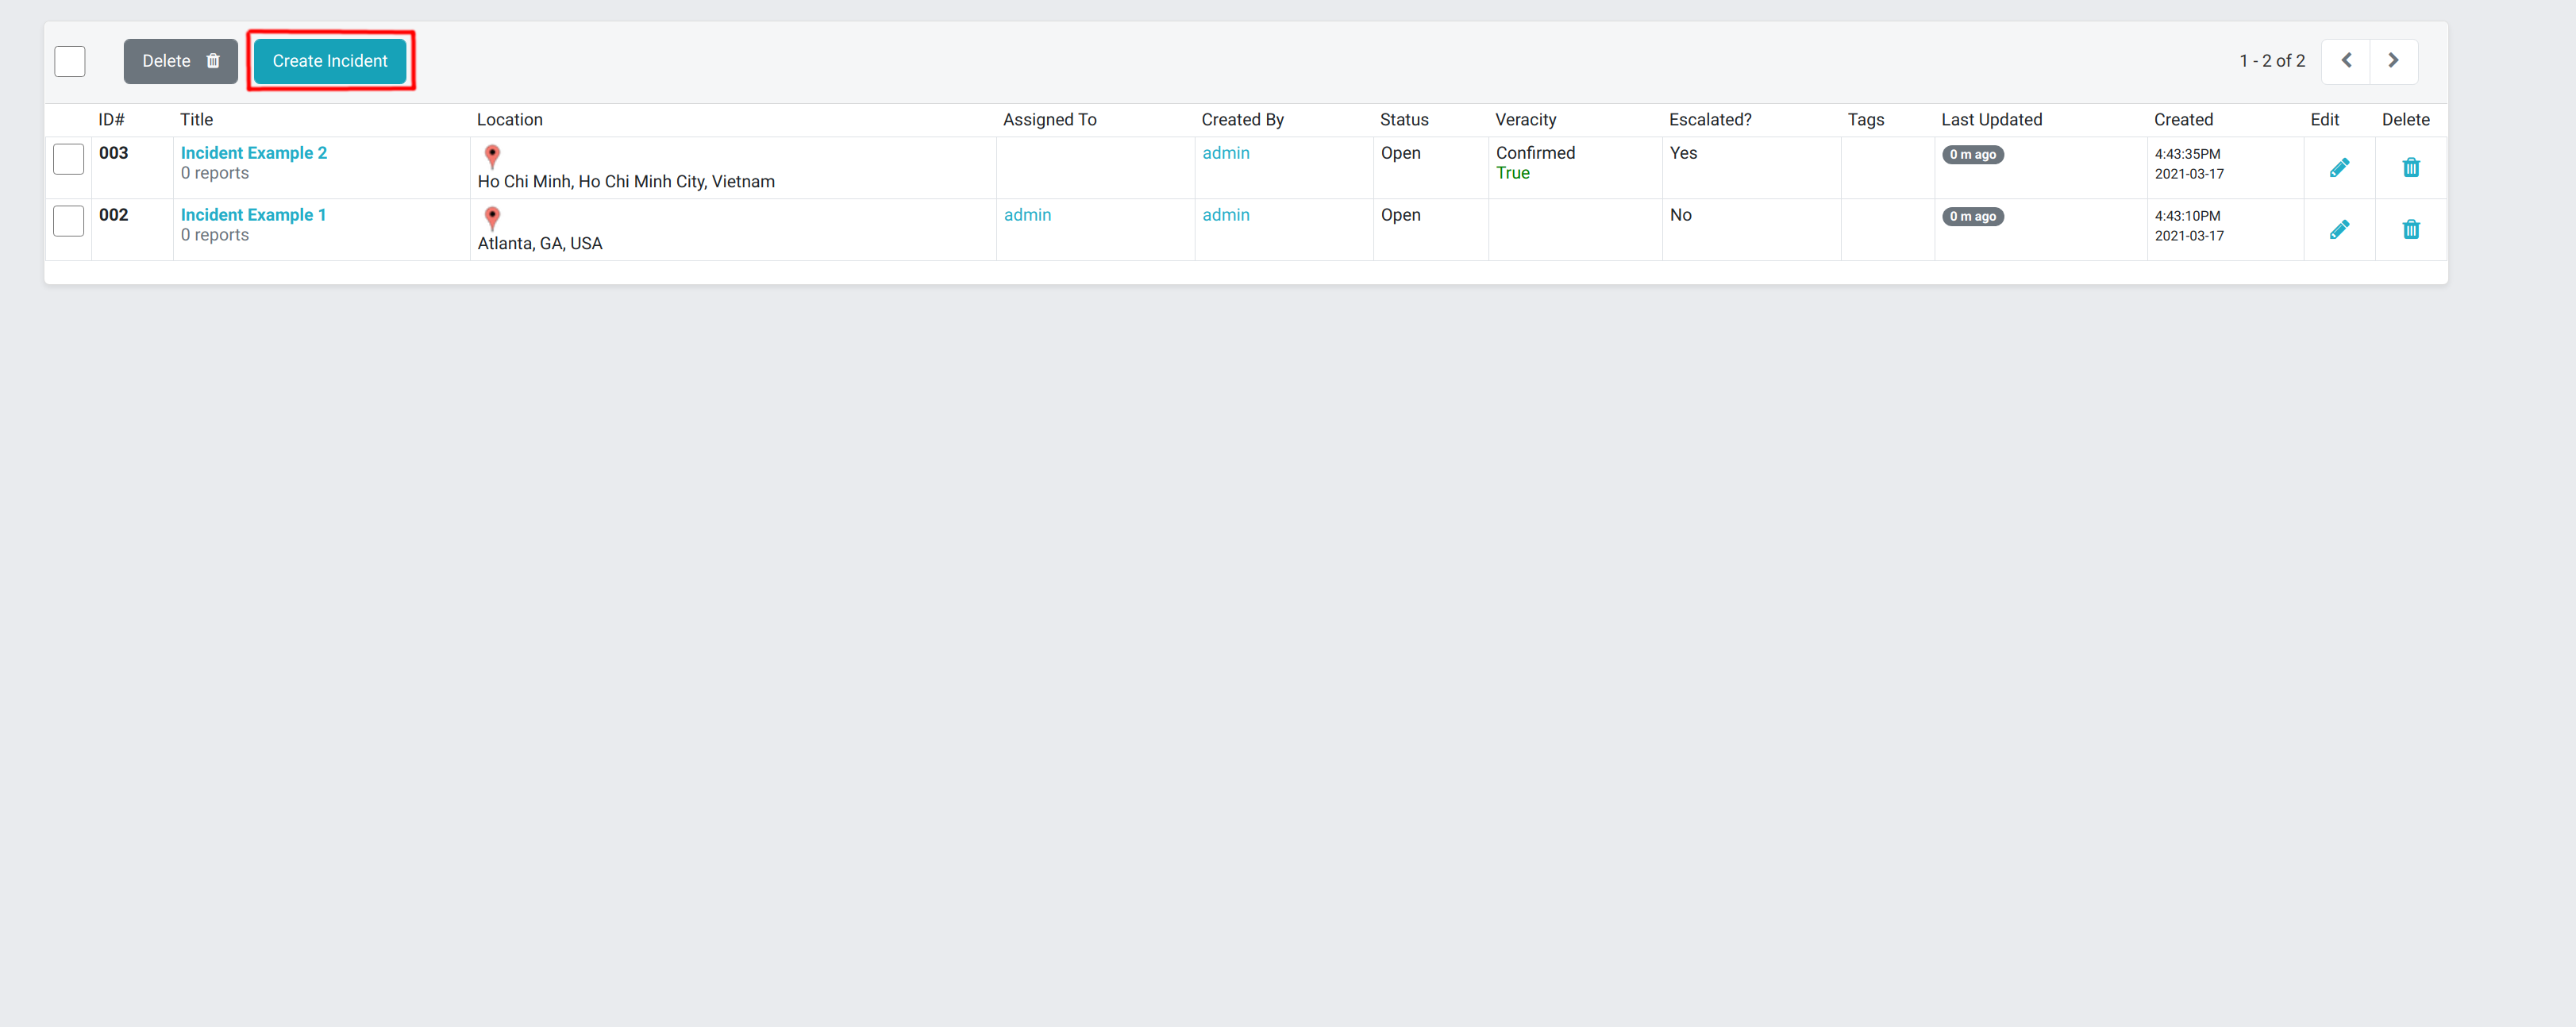 Delete Create Incident 1 - 2 of 2
ID# Title Location Assigned To Created By Status Veracity Escalated? Tags Last Updated Created Edit Delete
003 Incident Example 2 admin Open Confirmed Yes 0 m ago 4:43:35PM
0 reports Ho Chi Minh, Ho Chi Minh City, Vietnam True 2021-03-17
002 Incident Example 1 admin admin Open No 0 m ago 4:43:10PM
0 reports Atlanta, GA, USA 2021-03-17